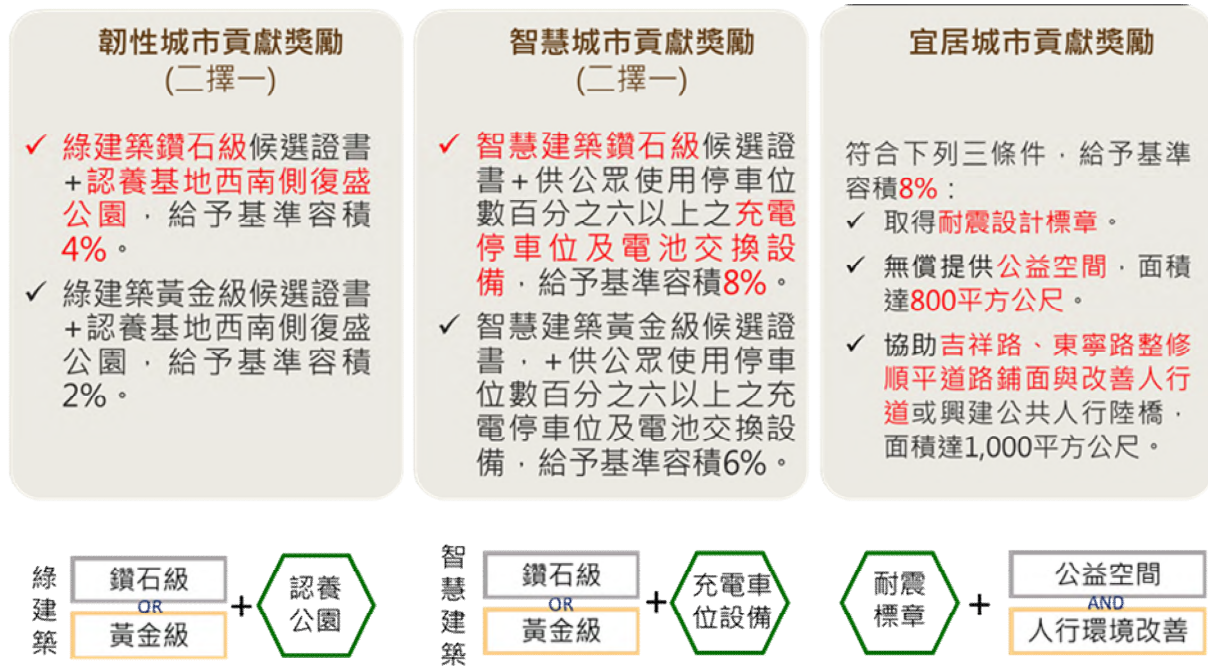 韌性城市貢獻獎勵
(二擇一)
✓ 綠建築鑽石級候選證書
+認養基地西南側復盛
公園，給予基準容積
4%。
✓ 綠建築黃金級候選證書
+認養基地西南側復盛
公園，給予基準容積
2%。
智慧城市貢獻獎勵
(二擇一)
✓ 智慧建築鑽石級候選證
書+供公眾使用停車位
數百分之六以上之充電
停車位及電池交換設
備，給予基準容積8%。
✓ 智慧建築黃金級候選證
書，+供公眾使用停車
位數百分之六以上之充
電停車位及電池交換設
備，給予基準容積6%。
宜居城市貢獻獎勵
符合下列三條件，給予基準
容積8%：
✓ 取得耐震設計標章。
✓ 無償提供公益空間，面積
達800平方公尺。
✓ 協助吉祥路、東寧路整修
順平道路鋪面與改善人行
道或興建公共人行陸橋，
面積達1,000平方公尺。
綠建築
鑽石級
OR
黃金級
+
認養
公園
智慧建築
鑽石級
OR
黃金級
+
充電車
位設備
耐震
標章
+
公益空間
AND
人行環境改善